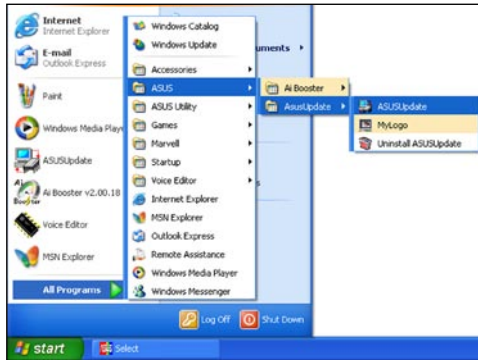 Internet
Internet Explorer
E-mail
Outlook Express
Paint
Windows Media Play
ASUSUpdate
Ai Booster v2.00.18
Voice Editor
MSN Explorer
All Programs
Windows Catalog
Windows Update
Accessories
ASUS
ASUS Utility
Games
Marvell
Startup
Voice Editor
Internet Explorer
MSN Explorer
Outlook Express
Remote Assistance
Windows Media Player
Windows Messenger
uments
s
Ai Booster
AsusUpdate
ASUSUpdate
MyLogo
Uninstall ASUSUpdate
Log Off
Shut Down
start
Select